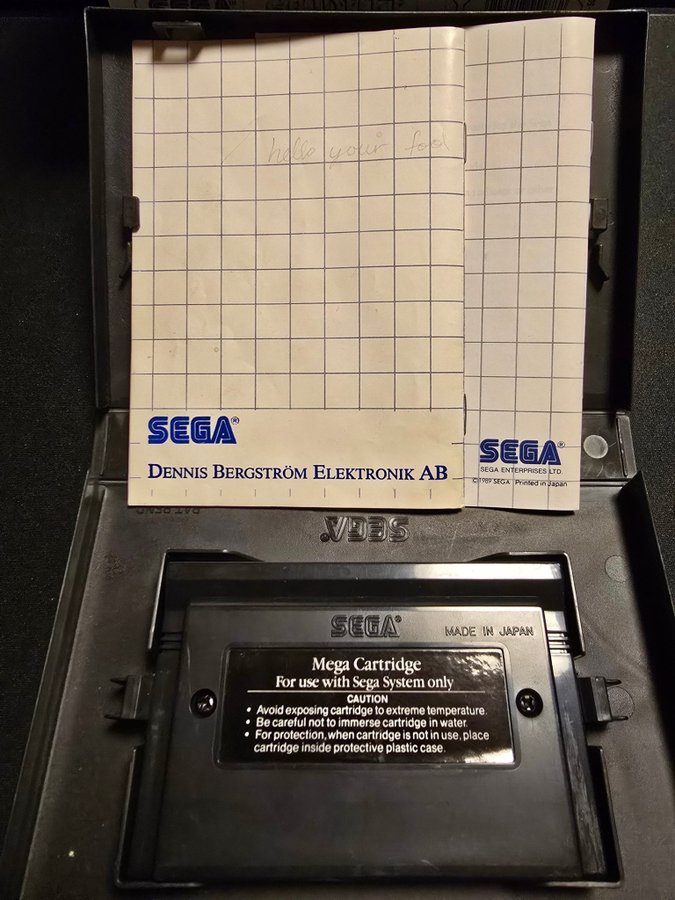 hello your fool
SEGA®
DENNIS BERGSTRÖM ELEKTRONIK AB
SEGA®
SEGA ENTERPRISES LTD.
©1989 SEGA Printed in Japan
PAT. PEND
SEGA®
SEGA®
MADE IN JAPAN
Mega Cartridge
For use with Sega System only
CAUTION
• Avoid exposing cartridge to extreme temperature.
• Be careful not to immerse cartridge in water.
• For protection, when cartridge is not in use, place
cartridge inside protective plastic case.